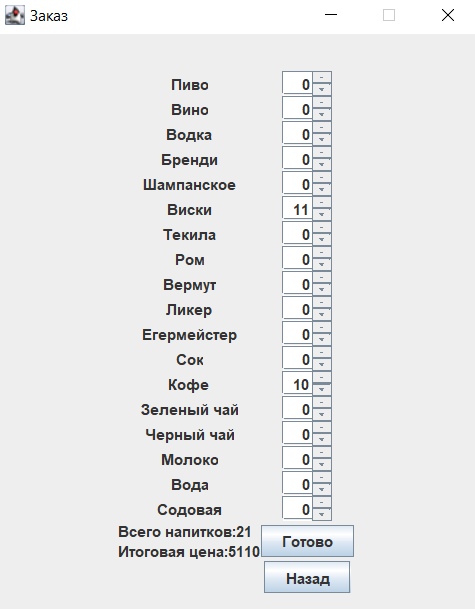 Заказ
Пиво 0
Вино 0
Водка 0
Бренди 0
Шампанское 0
Виски 11
Текила 0
Ром 0
Вермут 0
Ликер 0
Егермейстер 0
Сок 0
Кофе 10
Зеленый чай 0
Черный чай 0
Молоко 0
Вода 0
Содовая 0
Всего напитков:21
Итоговая цена:5110
Готово
Назад